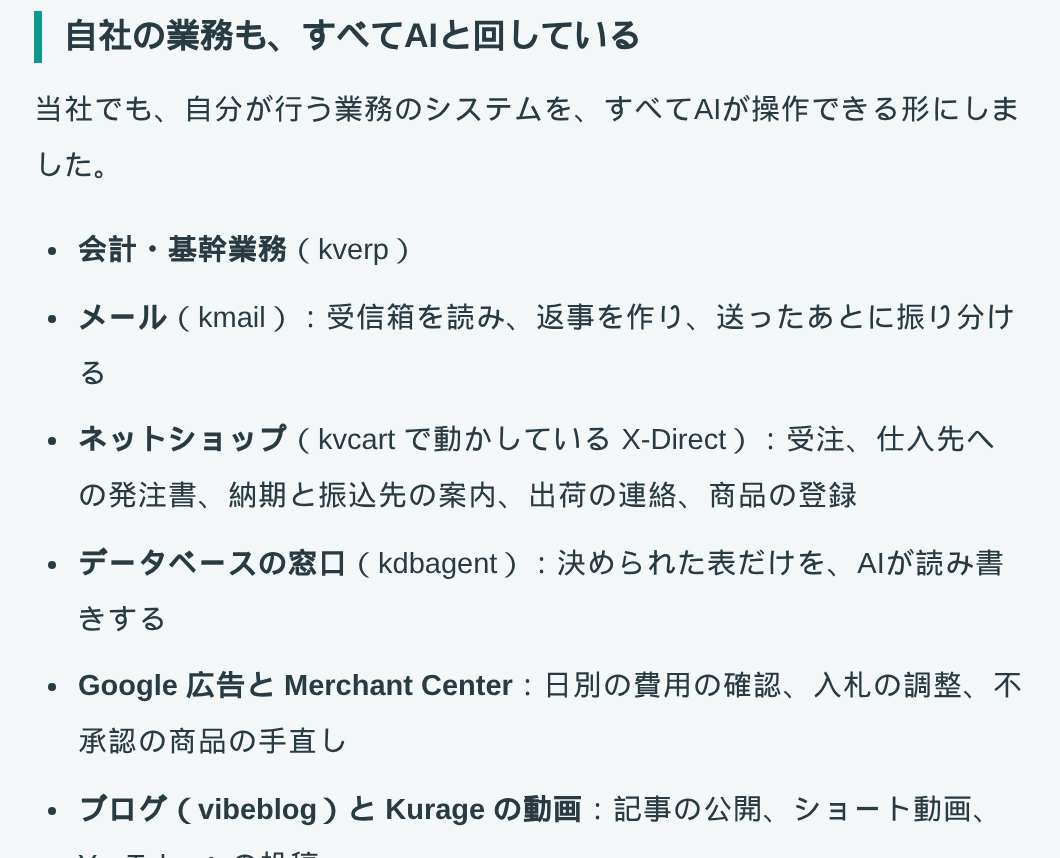 自社の業務も、すべてAIと回している
当社でも、自分が行う業務のシステムを、すべてAIが操作できる形にしま
した。
• 会計・基幹業務（kverp）
• メール（kmail）：受信箱を読み、返事を作り、送ったあとに振り分け
る
• ネットショップ（kvcart で動かしている X-Direct）：受注、仕入先へ
の発注書、納期と振込先の案内、出荷の連絡、商品の登録
• データベースの窓口（kdbagent）：決められた表だけを、AIが読み書
きする
• Google 広告と Merchant Center：日別の費用の確認、入札の調整、不
承認の商品の手直し
• ブログ（vibeblog）と Kurage の動画：記事の公開、ショート動画、